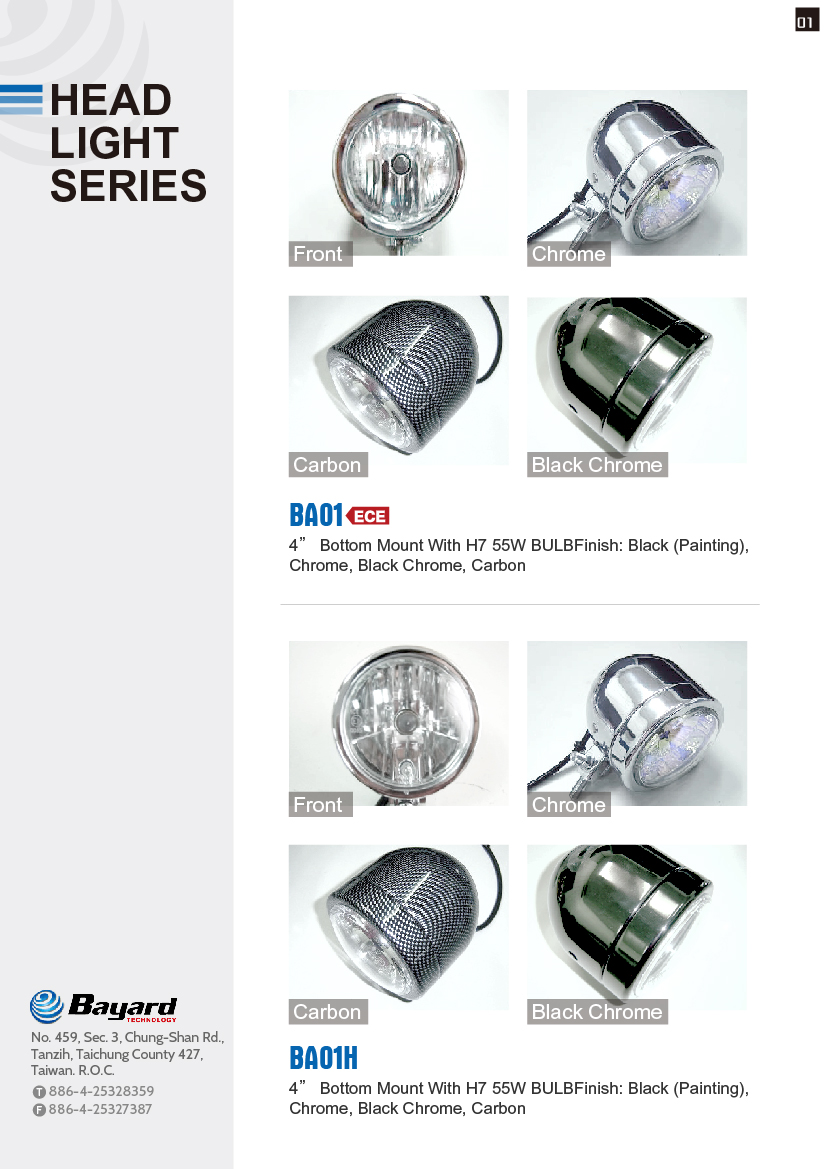 01
HEAD
LIGHT
SERIES
Front
Chrome
Carbon
Black Chrome
BA01 ECE
4” Bottom Mount With H7 55W BULBFinish: Black (Painting),
Chrome, Black Chrome, Carbon
Front
Chrome
Carbon
Black Chrome
BA01H
4” Bottom Mount With H7 55W BULBFinish: Black (Painting),
Chrome, Black Chrome, Carbon
Bayard
TECHNOLOGY
No. 459, Sec. 3, Chung-Shan Rd.,
Tanzih, Taichung County 427,
Taiwan. R.O.C.
T 886-4-25328359
F 886-4-25327387